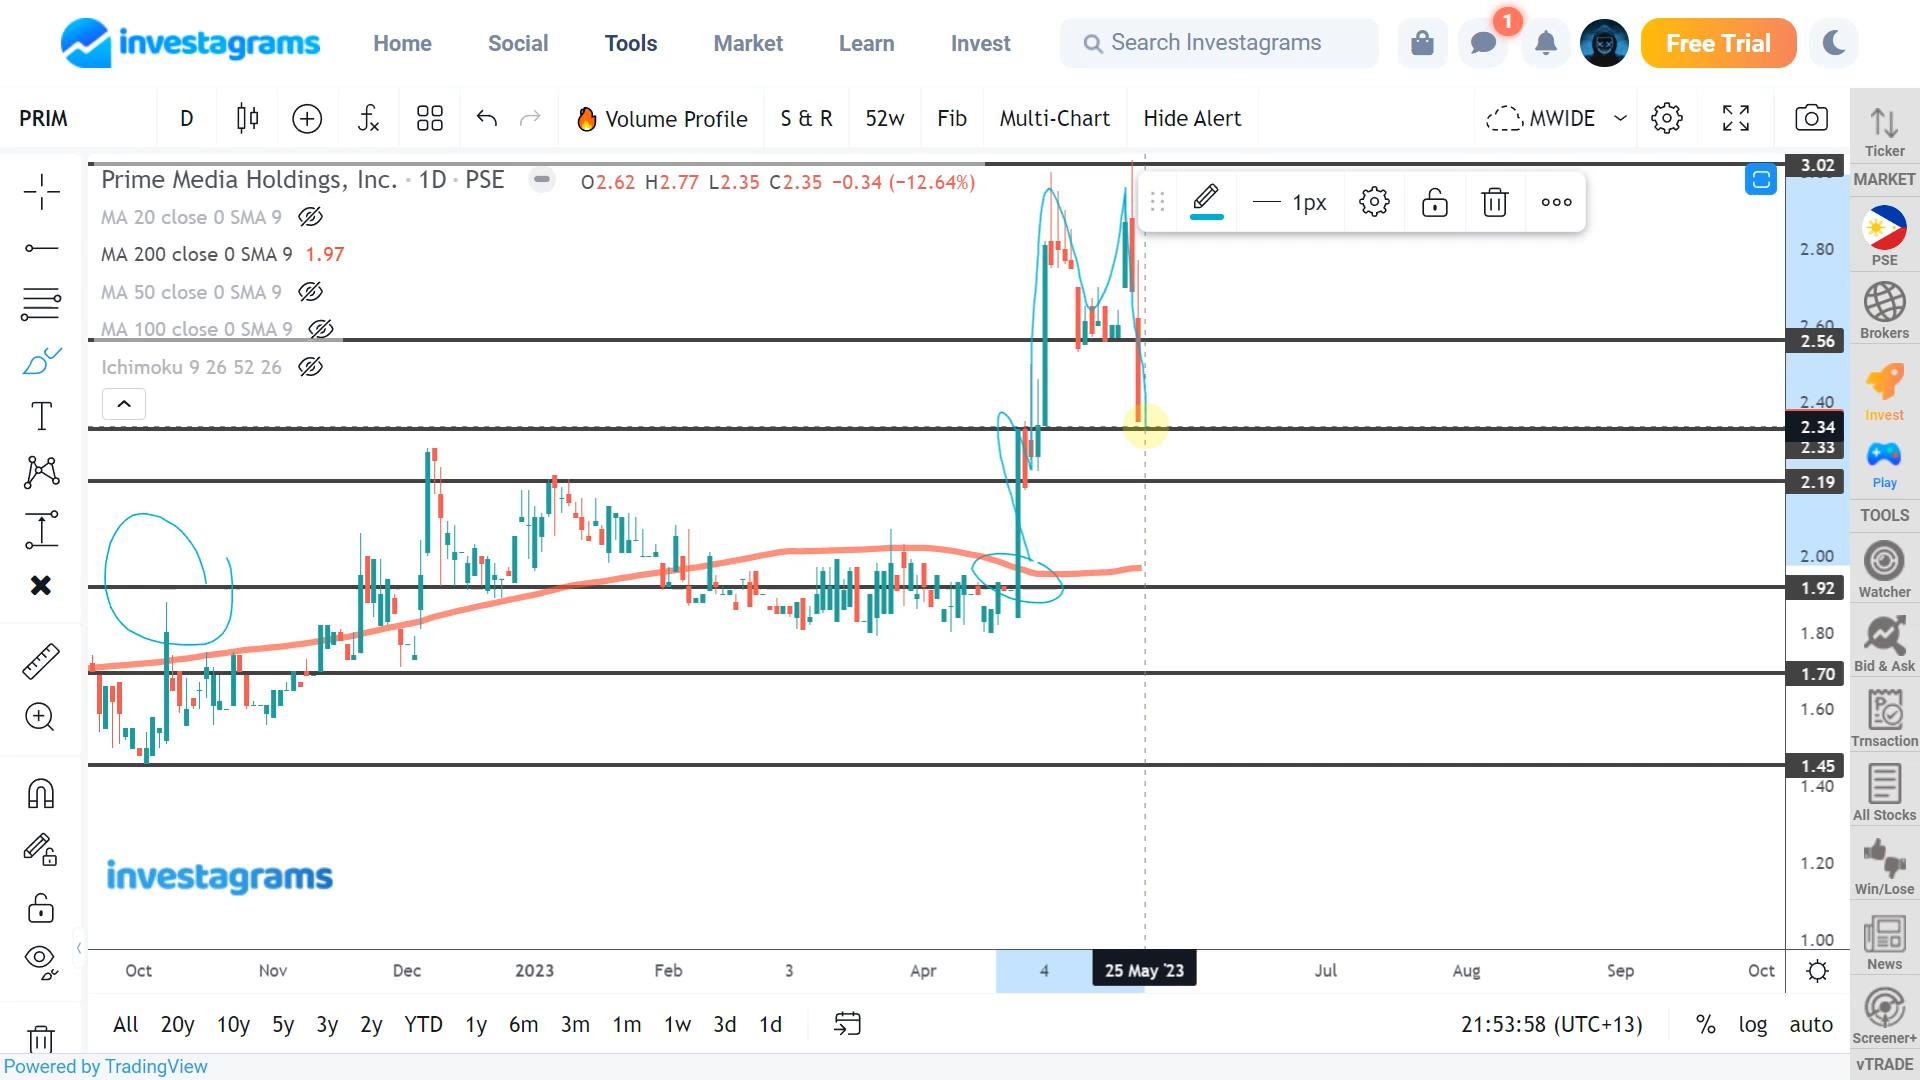 investagrams Home Social Tools Market Learn Invest Search Investagrams 1 Free Trial
PRIM D Volume Profile S & R 52w Fib Multi-Chart Hide Alert MWIDE
Prime Media Holdings, Inc. · 1D · PSE O2.62 H2.77 L2.35 C2.35 −0.34 (−12.64%)
MA 20 close 0 SMA 9
MA 200 close 0 SMA 9 1.97
MA 50 close 0 SMA 9
MA 100 close 0 SMA 9
Ichimoku 9 26 52 26
1px
3.02
2.80
2.60
2.56
2.40
2.34
2.33
2.19
2.00
1.92
1.80
1.70
1.60
1.45
1.40
1.20
1.00
investagrams
Oct Nov Dec 2023 Feb 3 Apr 4 25 May '23 Jul Aug Sep Oct
All 20y 10y 5y 3y 2y YTD 1y 6m 3m 1m 1w 3d 1d 21:53:58 (UTC+13) % log auto
Powered by TradingView
Ticker
MARKET
PSE
Brokers
Invest
Play
TOOLS
Watcher
Bid & Ask
Trnsaction
All Stocks
Win/Lose
News
Screener+
vTRADE